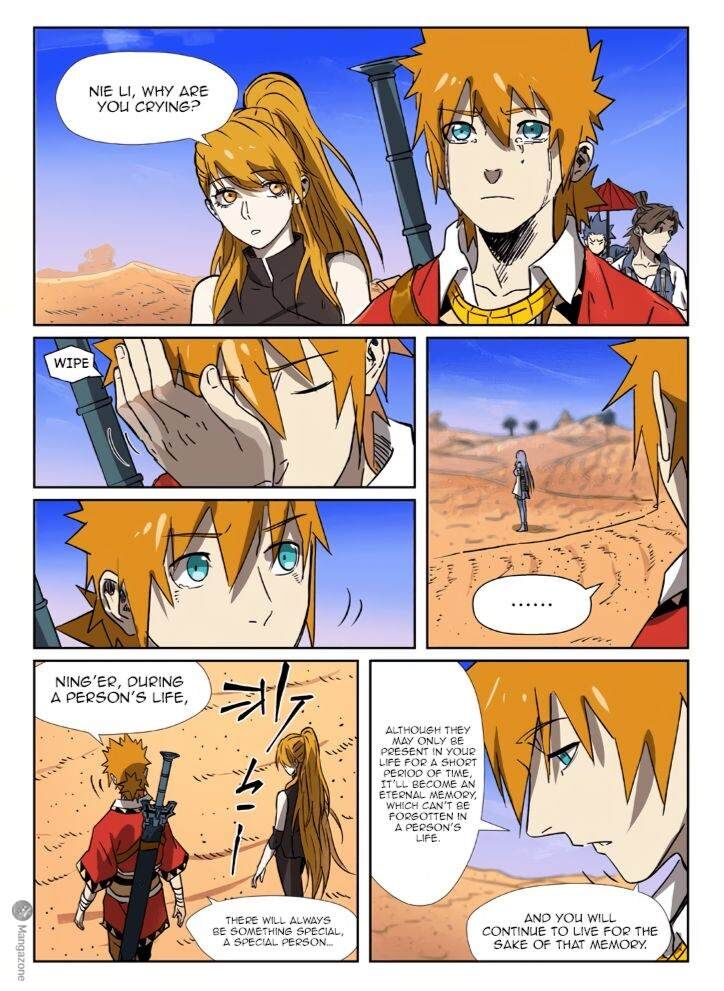 NIE LI, WHY ARE
YOU CRYING?
WIPE
......
NING'ER, DURING
A PERSON'S LIFE,
THERE WILL ALWAYS
BE SOMETHING SPECIAL,
A SPECIAL PERSON...
ALTHOUGH THEY
MAY ONLY BE
PRESENT IN YOUR
LIFE FOR A SHORT
PERIOD OF TIME,
IT'LL BECOME AN
ETERNAL MEMORY,
WHICH CAN'T BE
FORGOTTEN IN
A PERSON'S
LIFE.
AND YOU WILL
CONTINUE TO LIVE FOR THE
SAKE OF THAT MEMORY.
Mangazone